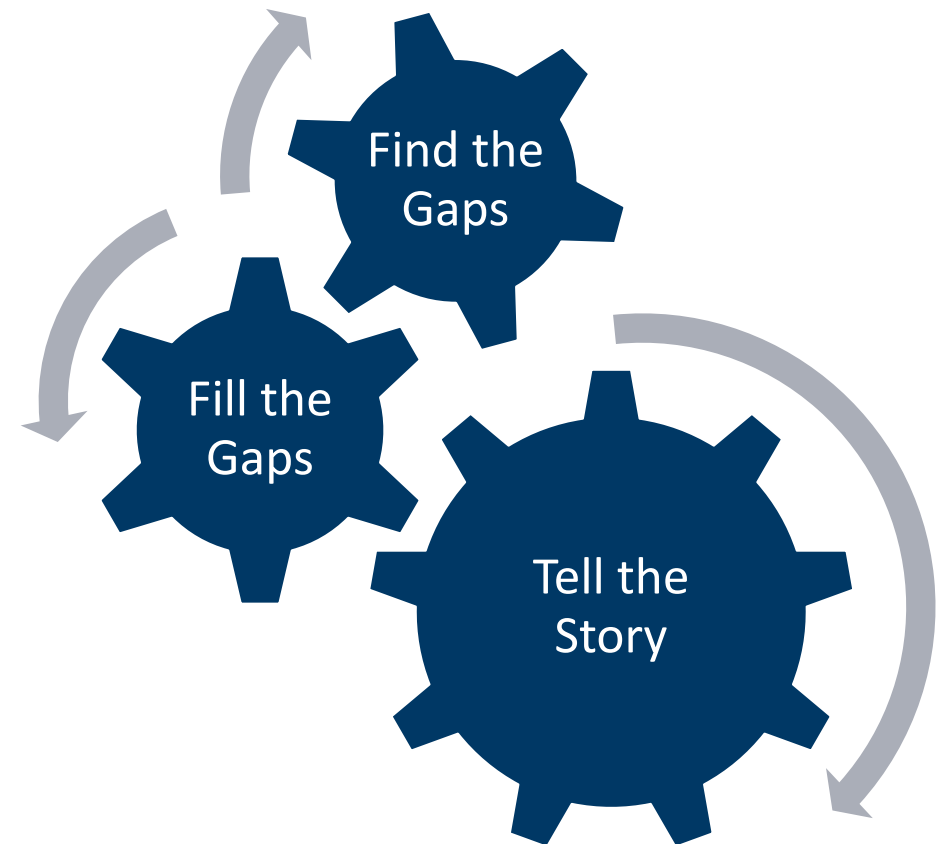 Find the
Gaps
Fill the
Gaps
Tell the
Story